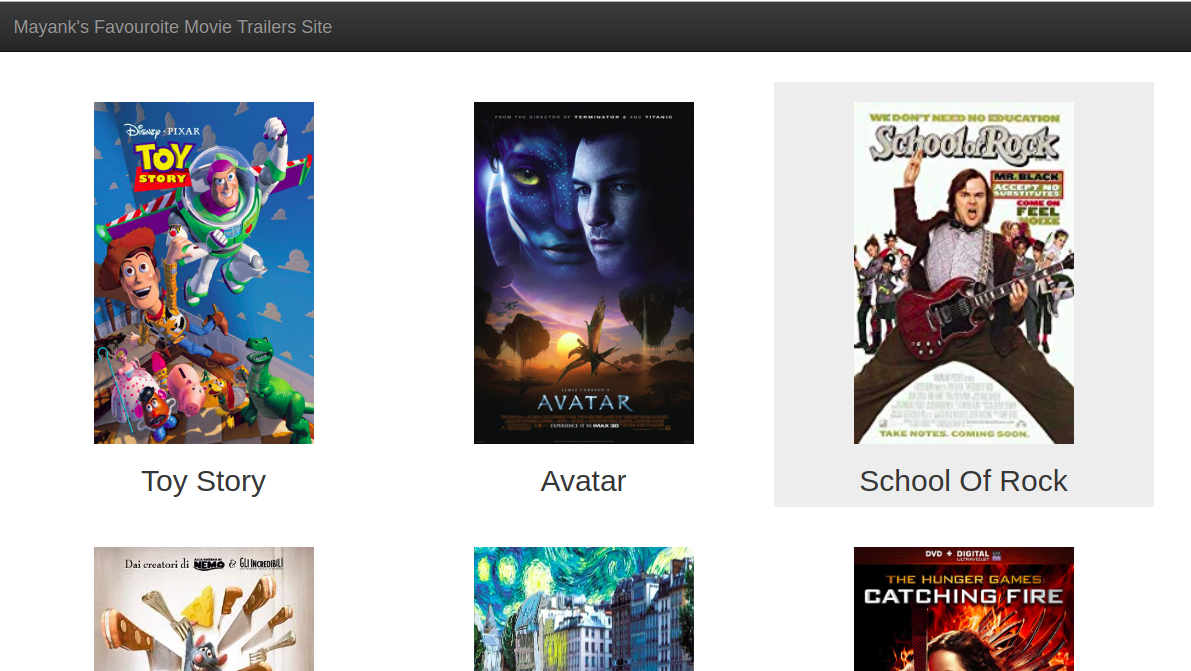 Mayank's Favouroite Movie Trailers Site
DISNEY · PIXAR
TOY
STORY
FROM THE DIRECTOR OF TERMINATOR 2 AND TITANIC
JAMES CAMERON'S
AVATAR
EXPERIENCE IT IN IMAX 3D
WE DON'T NEED NO EDUCATION
School of Rock
MR. BLACK
ACCEPT NO
SUBSTITUTES
COME ON
FEEL
NOIZE
TAKE NOTES. COMING SOON.
Toy Story
Avatar
School Of Rock
Dai creatori di
NEMO & GLI INCREDIBILI
DVD + DIGITAL
ULTRAVIOLET
THE HUNGER GAMES:
CATCHING FIRE